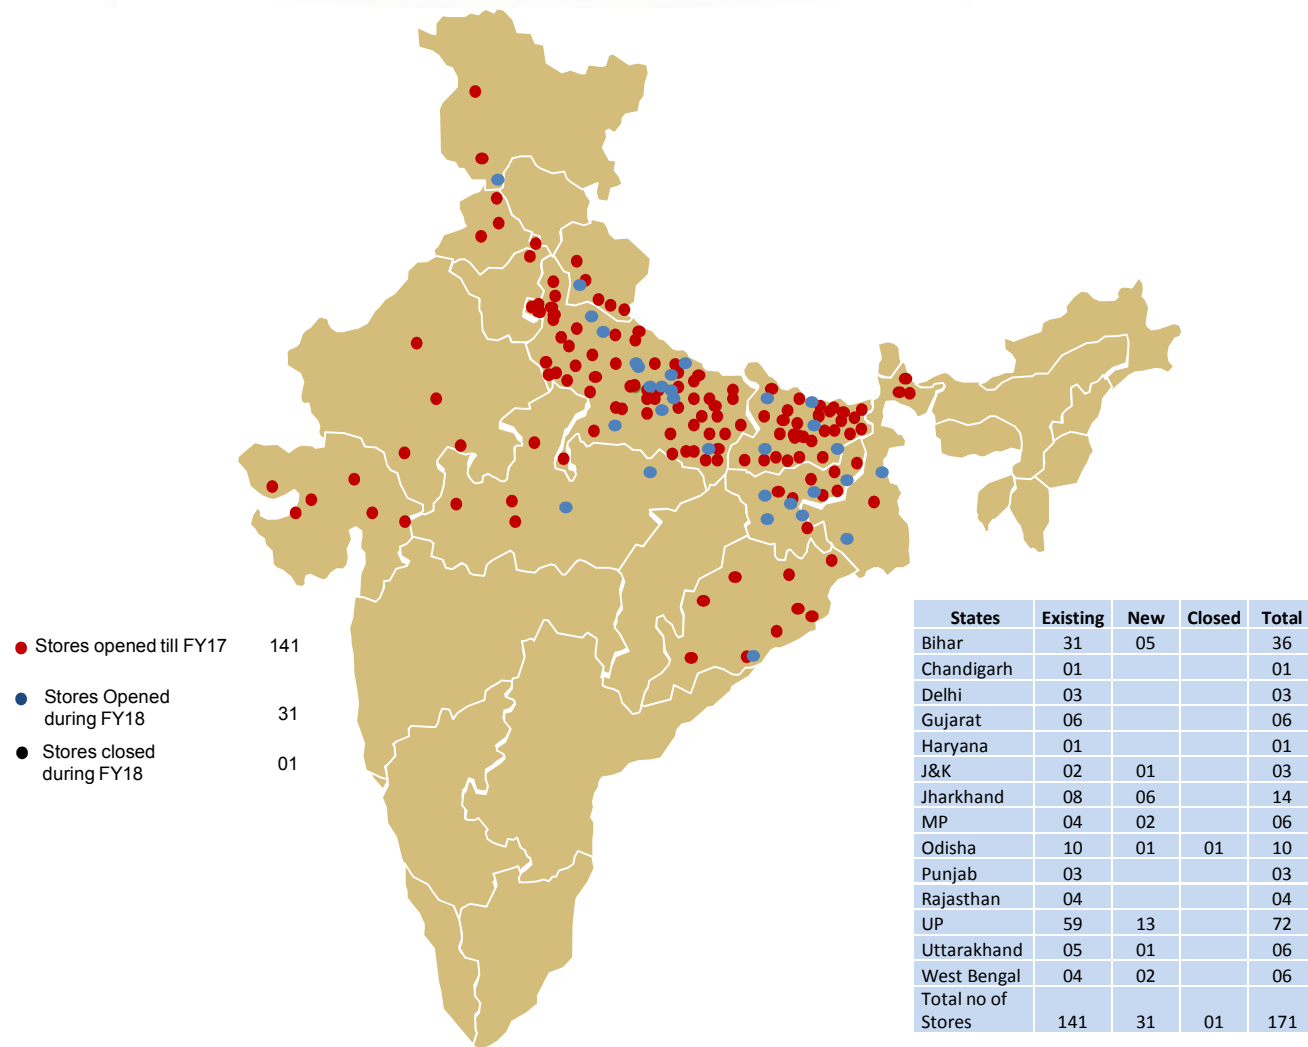 Stores opened till FY17 141
Stores Opened
during FY18 31
Stores closed
during FY18 01
States Existing New Closed Total
Bihar 31 05 36
Chandigarh 01 01
Delhi 03 03
Gujarat 06 06
Haryana 01 01
J&K 02 01 03
Jharkhand 08 06 14
MP 04 02 06
Odisha 10 01 01 10
Punjab 03 03
Rajasthan 04 04
UP 59 13 72
Uttarakhand 05 01 06
West Bengal 04 02 06
Total no of
Stores 141 31 01 171